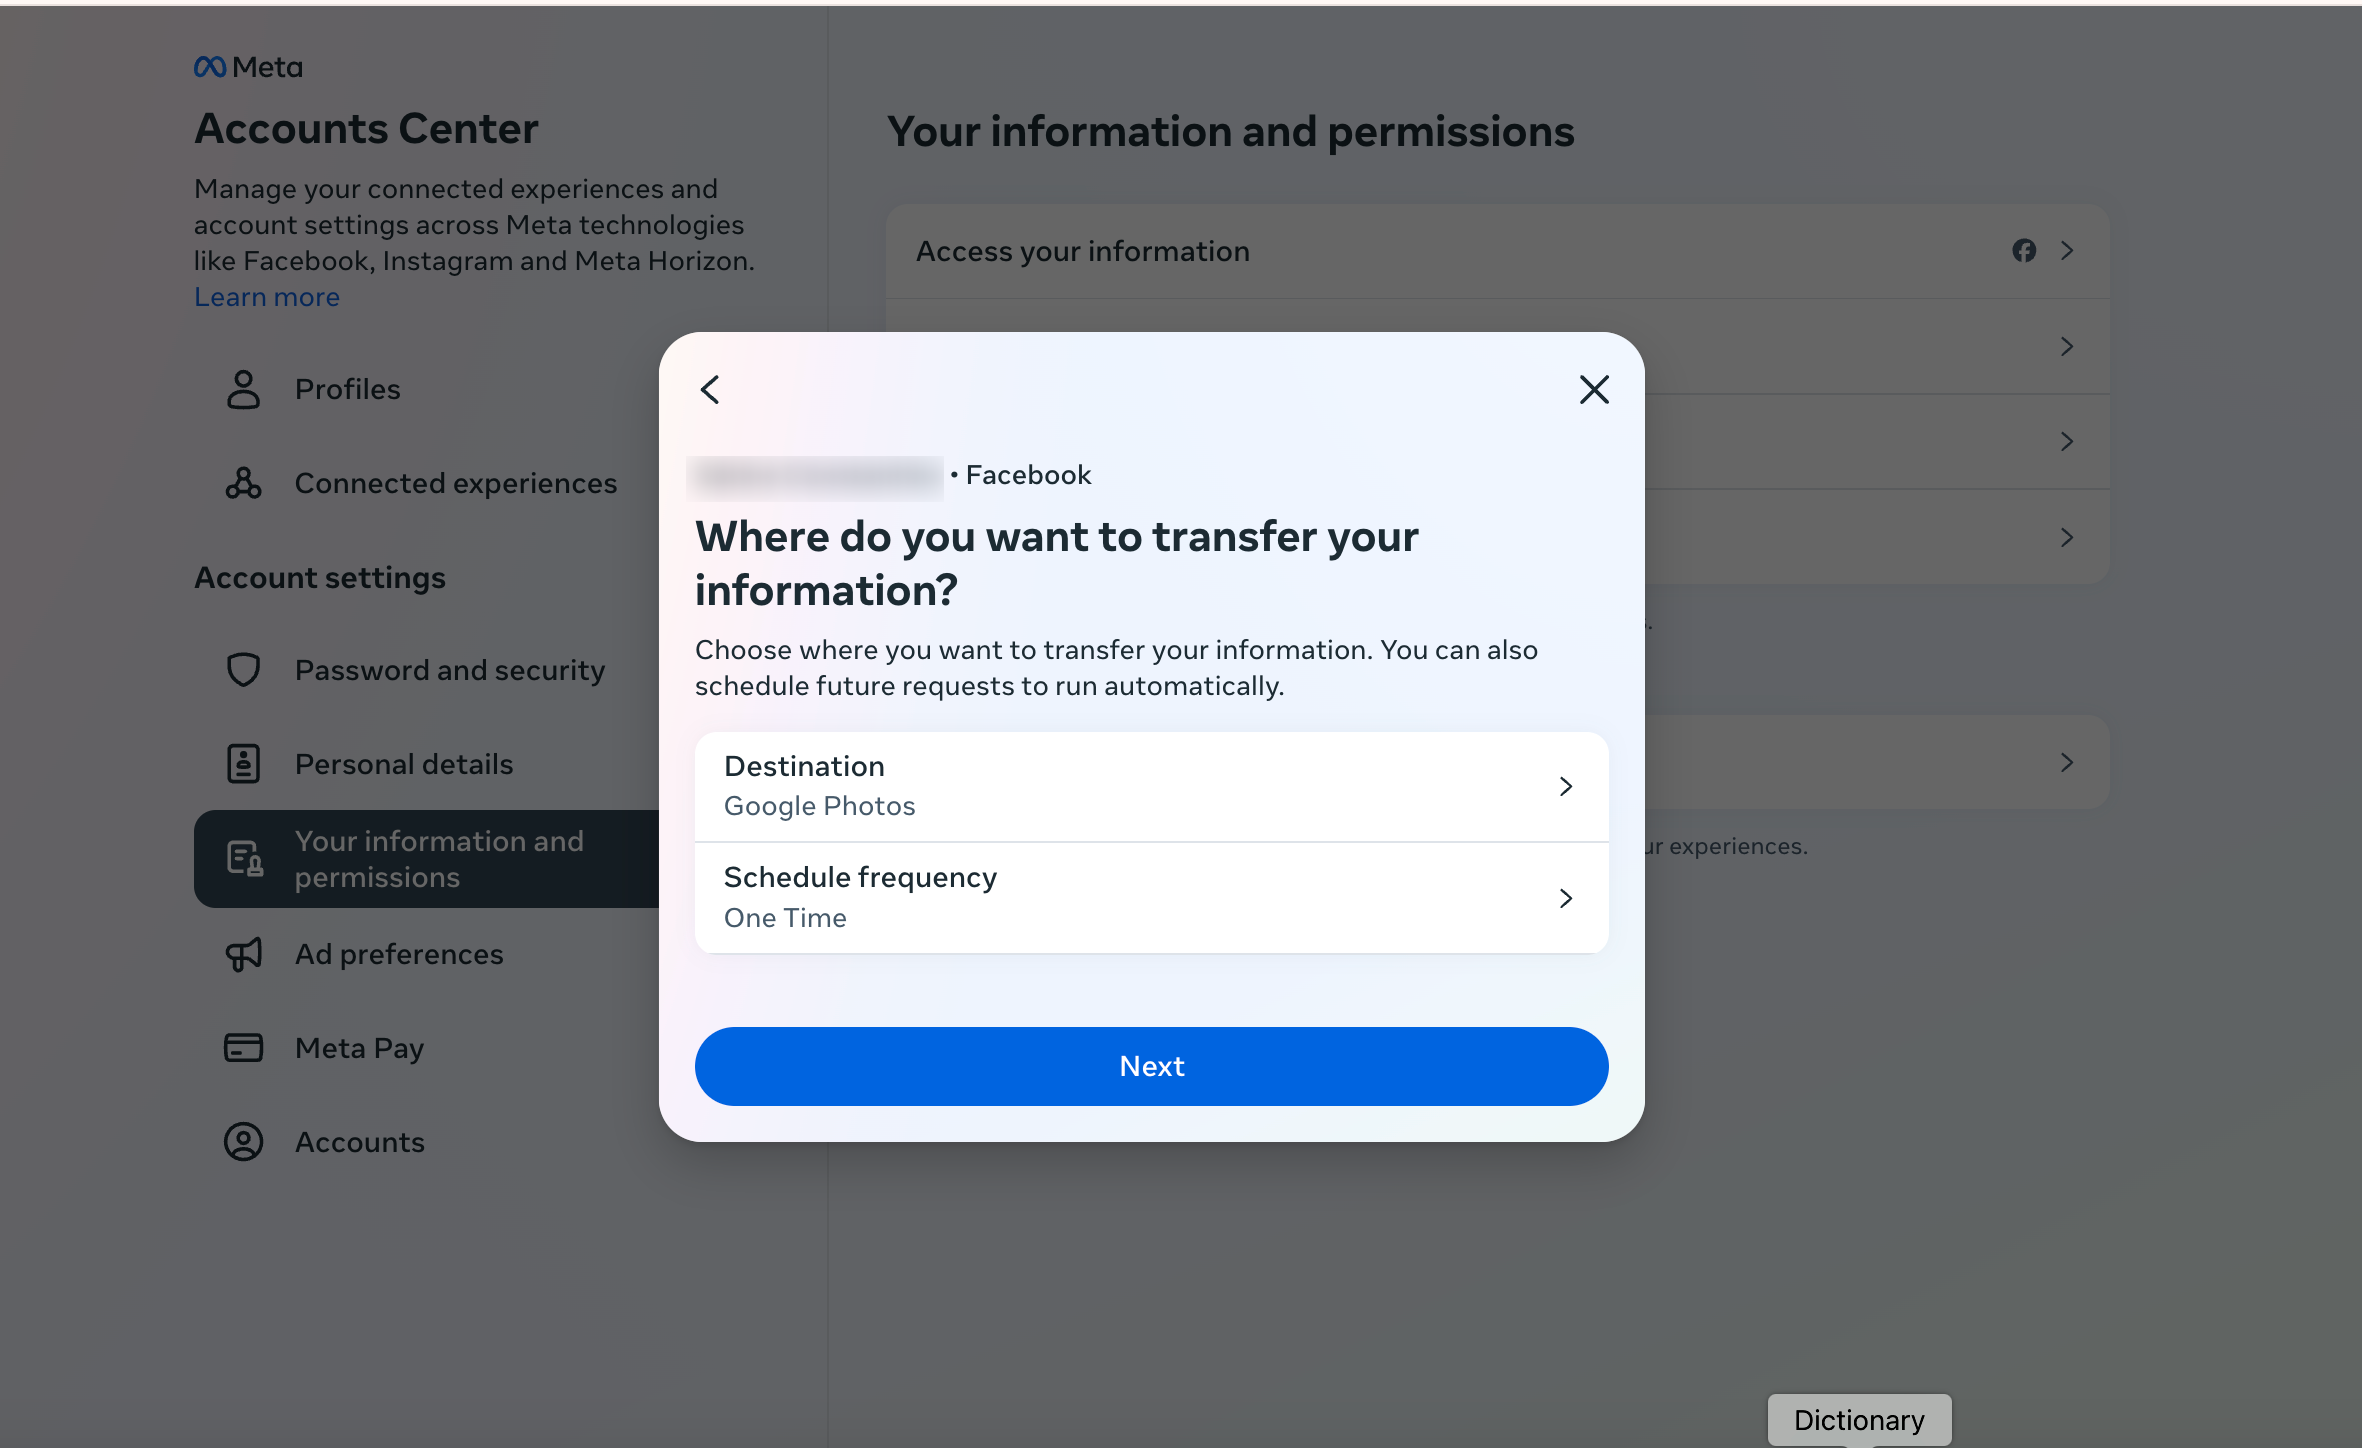 Meta
Accounts Center
Manage your connected experiences and
account settings across Meta technologies
like Facebook, Instagram and Meta Horizon.
Learn more
Profiles
Connected experiences
Account settings
Password and security
Personal details
Your information and
permissions
Ad preferences
Meta Pay
Accounts
Your information and permissions
Access your information
experiences.
• Facebook
Where do you want to transfer your
information?
Choose where you want to transfer your information. You can also
schedule future requests to run automatically.
Destination
Google Photos
Schedule frequency
One Time
Next
Dictionary